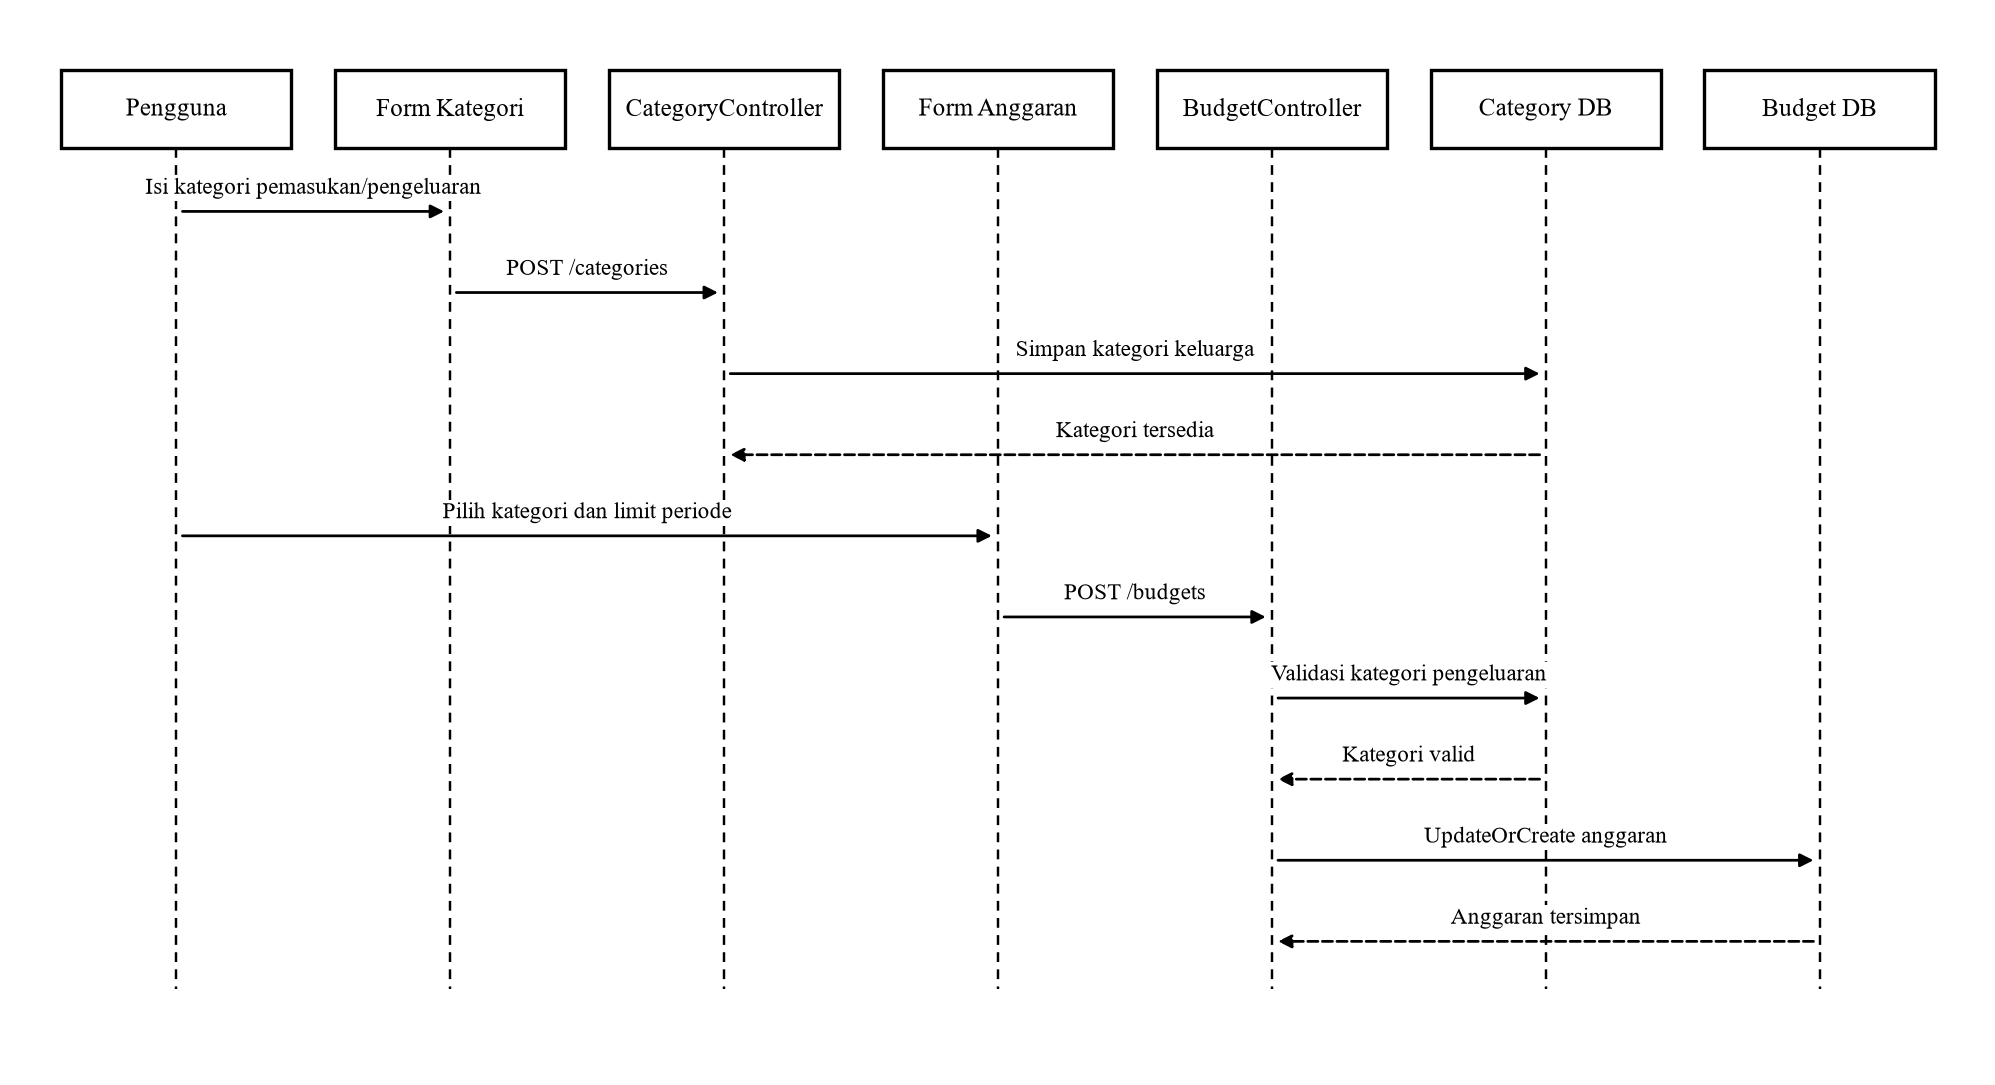 Pengguna
Form Kategori
CategoryController
Form Anggaran
BudgetController
Category DB
Budget DB
Isi kategori pemasukan/pengeluaran
POST /categories
Simpan kategori keluarga
Kategori tersedia
Pilih kategori dan limit periode
POST /budgets
Validasi kategori pengeluaran
Kategori valid
UpdateOrCreate anggaran
Anggaran tersimpan